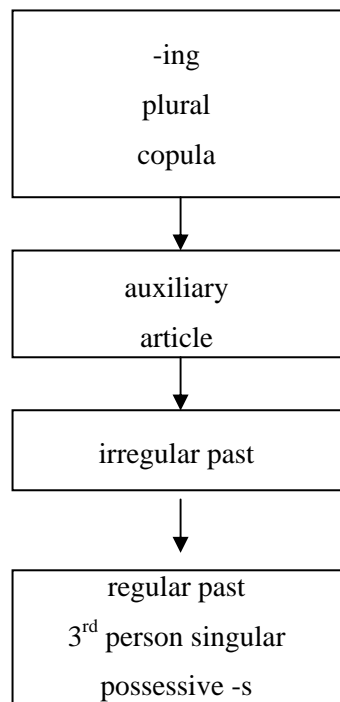 -ing
plural
copula
auxiliary
article
irregular past
regular past
3rd person singular
possessive -s